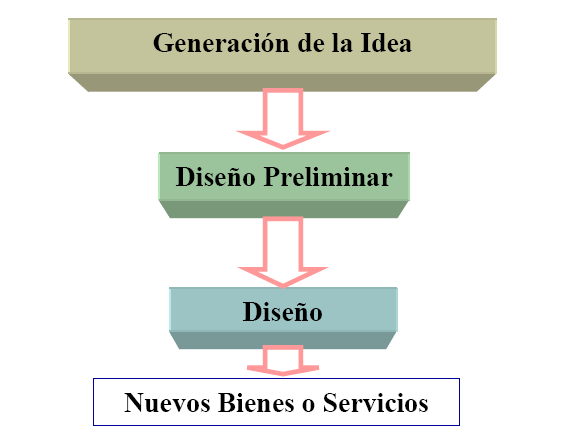 Generación de la Idea
Diseño Preliminar
Diseño
Nuevos Bienes o Servicios